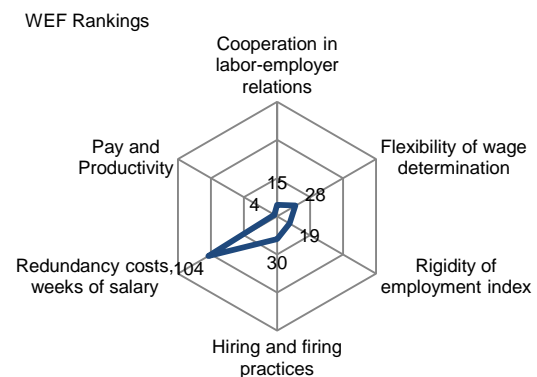 WEF Rankings
Cooperation in
labor-employer
relations
Pay and
Productivity
Flexibility of wage
determination
15
28
4
19
104
30
Redundancy costs,
weeks of salary
Rigidity of
employment index
Hiring and firing
practices